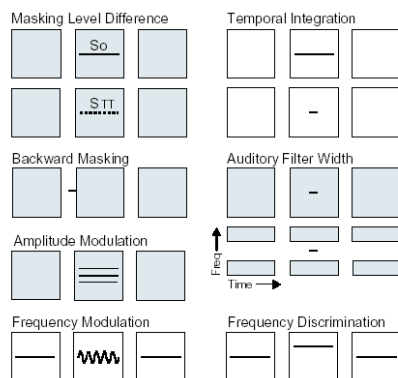 Masking Level Difference
So
STT
Backward Masking
Amplitude Modulation
Frequency Modulation
Temporal Integration
Auditory Filter Width
Freq
Time
Frequency Discrimination